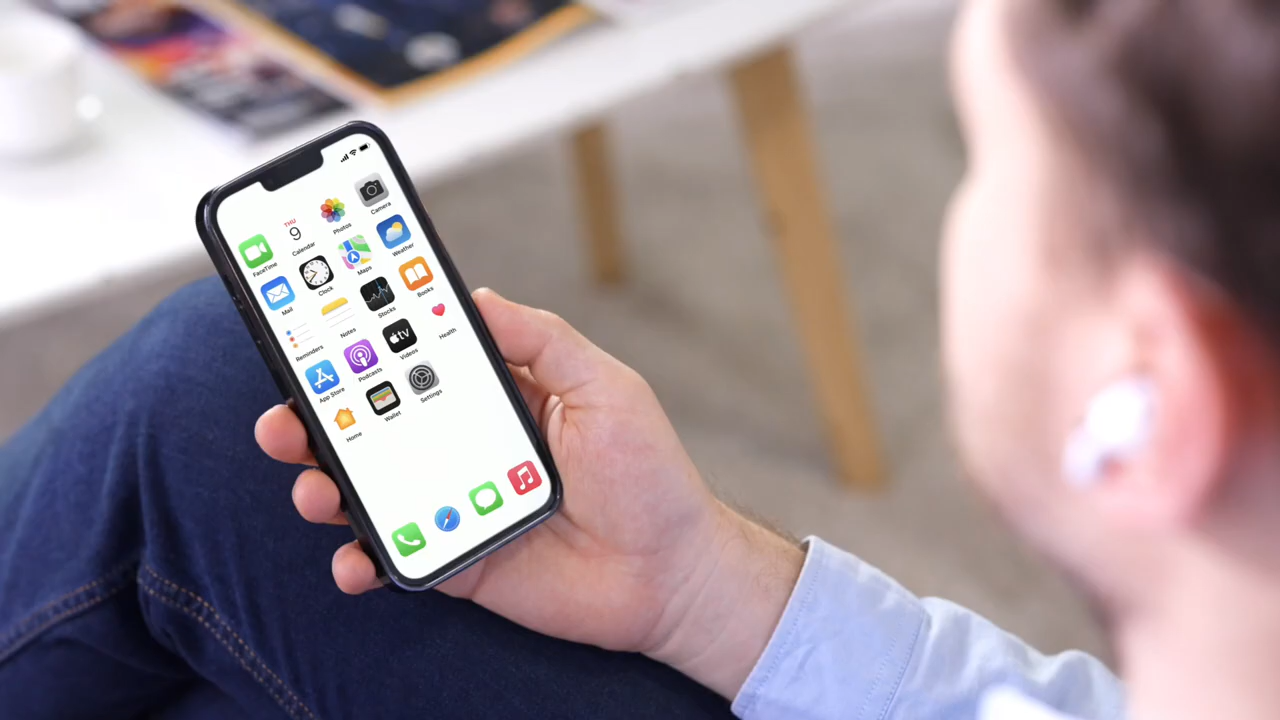 THU
9
FaceTime
Calendar
Photos
Camera
Mail
Clock
Maps
Weather
Reminders
Notes
Stocks
Books
App Store
Podcasts
tv
Videos
Health
Home
Wallet
Settings